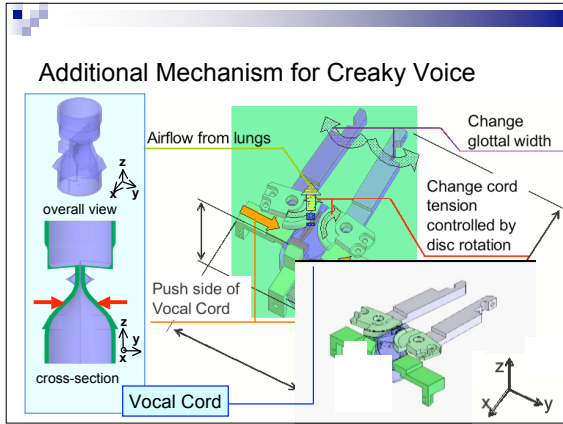 Additional Mechanism for Creaky Voice
z
x
y
overall view
z
x
y
cross-section
Airflow from lungs
Change
glottal width
Change cord
tension
controlled by
disc rotation
Push side of
Vocal Cord
Vocal Cord
z
x
y